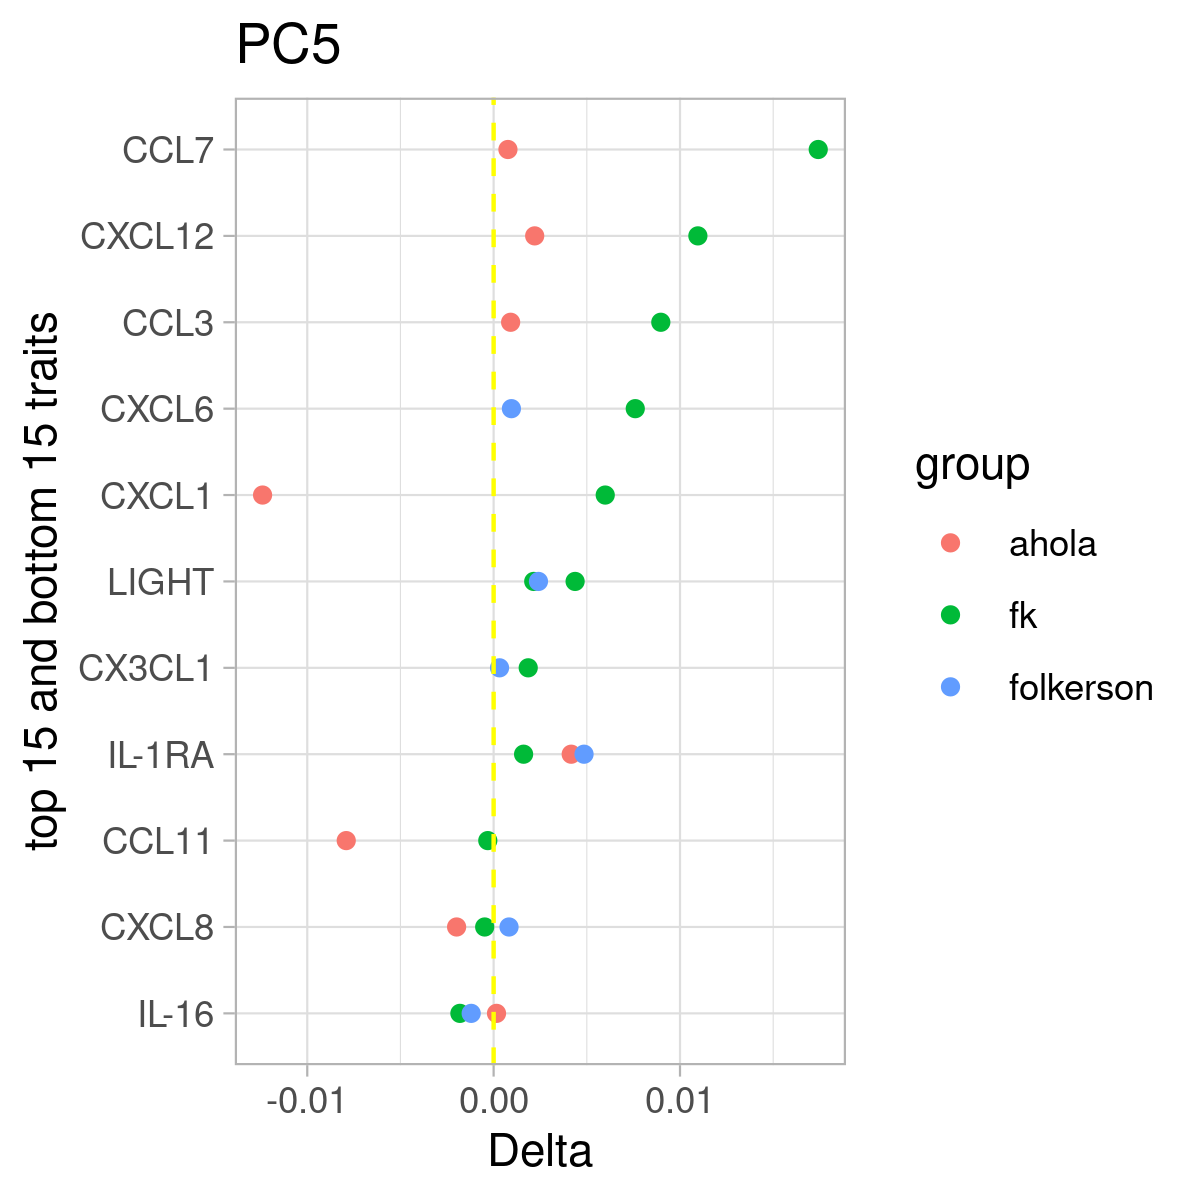 PC5
top 15 and bottom 15 traits
CCL7
CXCL12
CCL3
CXCL6
CXCL1
LIGHT
CX3CL1
IL-1RA
CCL11
CXCL8
IL-16
-0.01 0.00 0.01
Delta
group
ahola
fk
folkerson